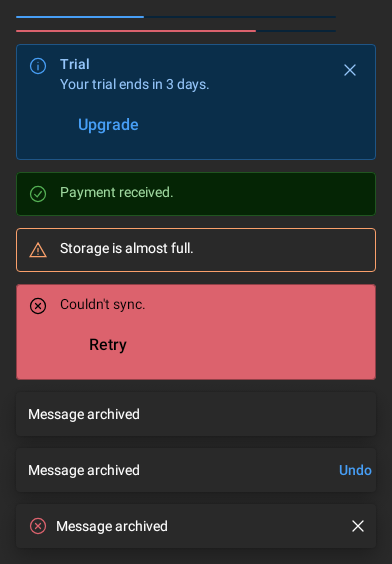 Trial
Your trial ends in 3 days.
Upgrade
Payment received.
Storage is almost full.
Couldn't sync.
Retry
Message archived
Message archived
Undo
Message archived